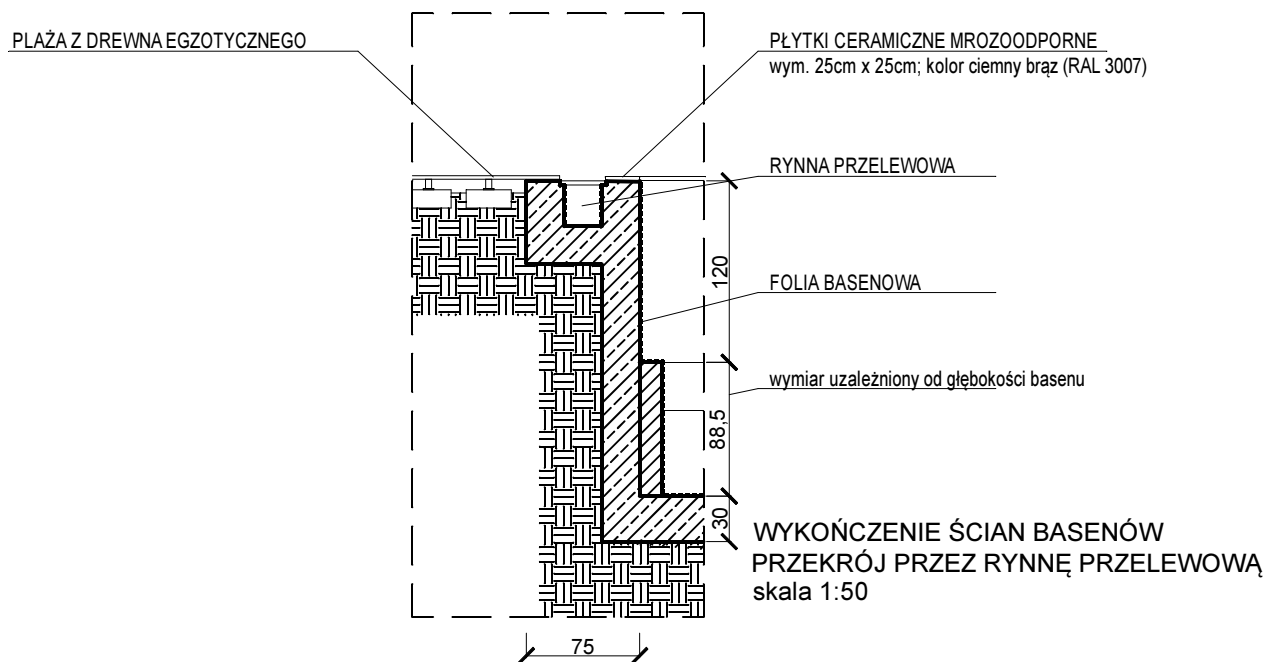 PLAŻA Z DREWNA EGZOTYCZNEGO
PŁYTKI CERAMICZNE MROZOODPORNE
wym. 25cm x 25cm; kolor ciemny brąz (RAL 3007)
RYNNA PRZELEWOWA
120
FOLIA BASENOWA
wymiar uzależniony od głębokości basenu
88,5
30
WYKOŃCZENIE ŚCIAN BASENÓW
PRZEKRÓJ PRZEZ RYNNĘ PRZELEWOWĄ
skala 1:50
75